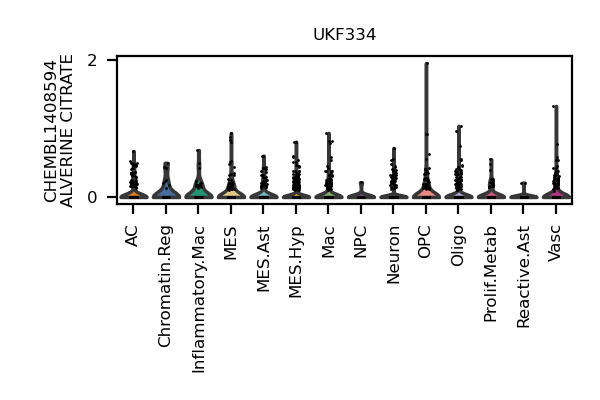 UKF334
CHEMBL1408594
ALVERINE CITRATE
2
0
AC
Chromatin.Reg
Inflammatory.Mac
MES
MES.Ast
MES.Hyp
Mac
NPC
Neuron
OPC
Oligo
Prolif.Metab
Reactive.Ast
Vasc